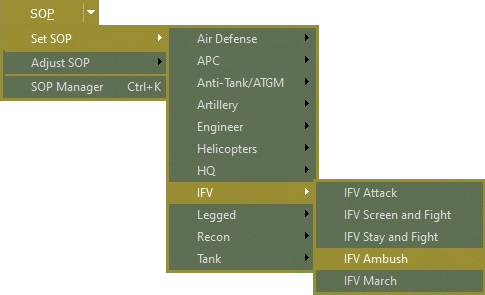 SOP
Set SOP
Adjust SOP
SOP Manager Ctrl+K
Air Defense
APC
Anti-Tank/ATGM
Artillery
Engineer
Helicopters
HQ
IFV
Legged
Recon
Tank
IFV Attack
IFV Screen and Fight
IFV Stay and Fight
IFV Ambush
IFV March